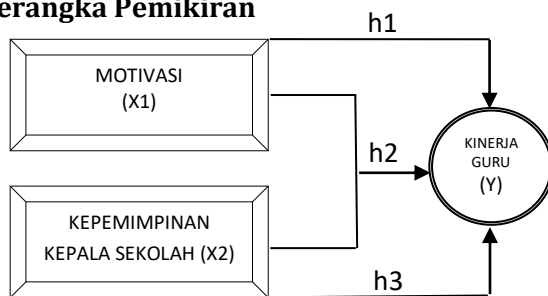 erangka Pemikiran
h1
MOTIVASI
(X1)
h2
KINERJA
GURU
(Y)
KEPEMIMPINAN
KEPALA SEKOLAH (X2)
h3